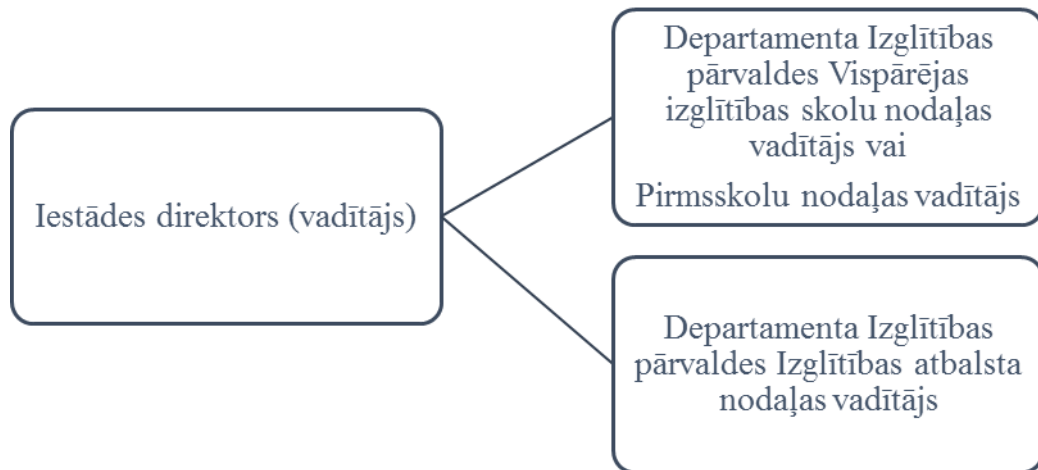 Iestādes direktors (vadītājs)
Departamenta Izglītības
pārvaldes Vispārējas
izglītības skolu nodaļas
vadītājs vai
Pirmsskolu nodaļas vadītājs
Departamenta Izglītības
pārvaldes Izglītības atbalsta
nodaļas vadītājs